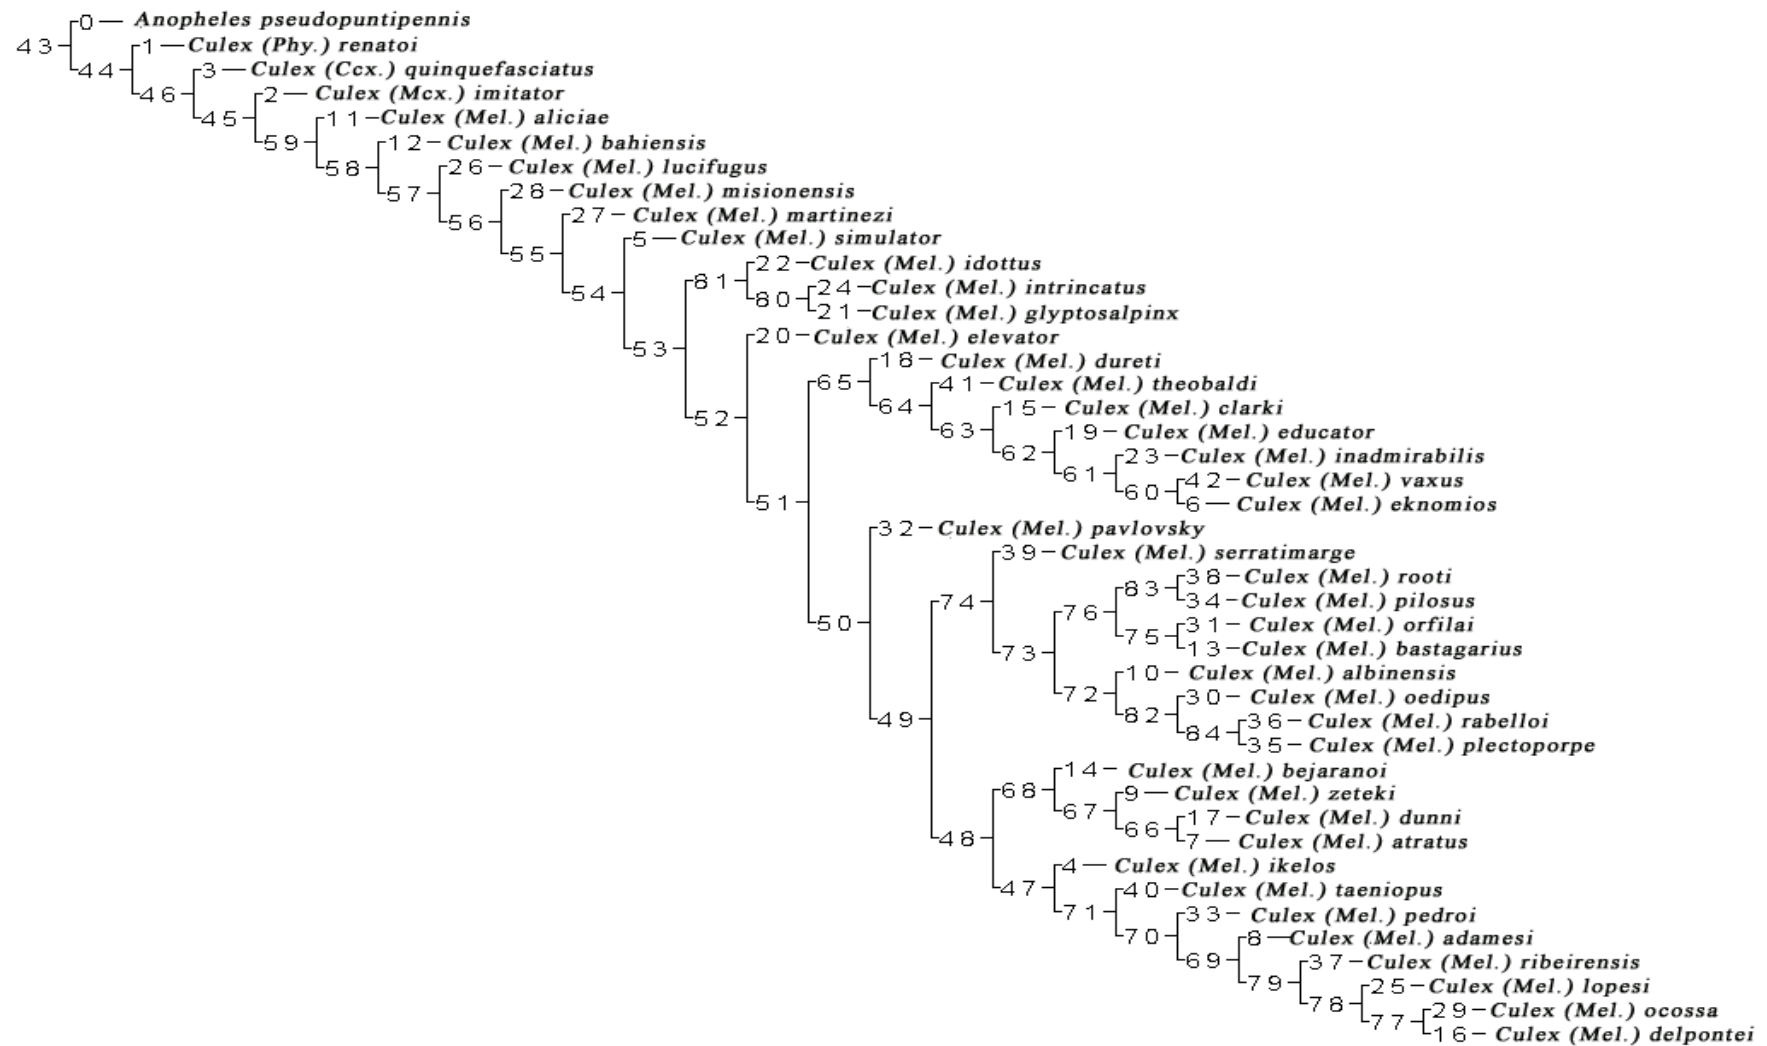 0 Anopheles pseudopuntipennis
43
1 Culex (Phy.) renatoi
44
3 Culex (Ccx.) quinquefasciatus
46
2 Culex (Mcx.) imitator
45
11 Culex (Mel.) aliciae
59
12 Culex (Mel.) bahiensis
58
26 Culex (Mel.) lucifugus
57
28 Culex (Mel.) misionensis
56
27 Culex (Mel.) martinezi
5 Culex (Mel.) simulator
55
22 Culex (Mel.) idottus
81
24 Culex (Mel.) intrincatus
54
80
21 Culex (Mel.) glyptosalpinx
20 Culex (Mel.) elevator
53
18 Culex (Mel.) dureti
65
41 Culex (Mel.) theobaldi
64
15 Culex (Mel.) clarki
52
63
19 Culex (Mel.) educator
62
23 Culex (Mel.) inadmirabilis
61
42 Culex (Mel.) vaxus
60
51
6 Culex (Mel.) eknomios
32 Culex (Mel.) pavlovsky
39 Culex (Mel.) serratimarge
38 Culex (Mel.) rooti
83
74
34 Culex (Mel.) pilosus
76
50
31 Culex (Mel.) orfilai
75
13 Culex (Mel.) bastagarius
73
10 Culex (Mel.) albinensis
72
30 Culex (Mel.) oedipus
82
49
36 Culex (Mel.) rabelloi
84
35 Culex (Mel.) plectoporpe
14 Culex (Mel.) bejaranoi
68
9 Culex (Mel.) zeteki
67
17 Culex (Mel.) dunni
66
48
7 Culex (Mel.) atratus
4 Culex (Mel.) ikelos
47
40 Culex (Mel.) taeniopus
71
33 Culex (Mel.) pedroi
70
8 Culex (Mel.) adamesi
69
37 Culex (Mel.) ribeirensis
79
25 Culex (Mel.) lopesi
78
29 Culex (Mel.) ocossa
77
16 Culex (Mel.) delpontei